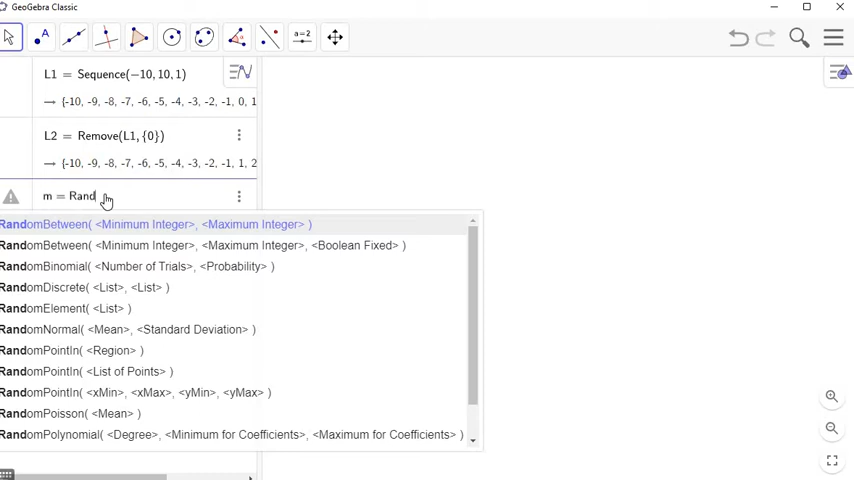 GeoGebra Classic
a=2
L1 = Sequence(−10, 10, 1)
→ {-10, -9, -8, -7, -6, -5, -4, -3, -2, -1, 0, 1
L2 = Remove(L1, {0})
→ {-10, -9, -8, -7, -6, -5, -4, -3, -2, -1, 1, 2
m = Rand
RandomBetween( <Minimum Integer>, <Maximum Integer> )
RandomBetween( <Minimum Integer>, <Maximum Integer>, <Boolean Fixed> )
RandomBinomial( <Number of Trials>, <Probability> )
RandomDiscrete( <List>, <List> )
RandomElement( <List> )
RandomNormal( <Mean>, <Standard Deviation> )
RandomPointIn( <Region> )
RandomPointIn( <List of Points> )
RandomPointIn( <xMin>, <xMax>, <yMin>, <yMax> )
RandomPoisson( <Mean> )
RandomPolynomial( <Degree>, <Minimum for Coefficients>, <Maximum for Coefficients> )